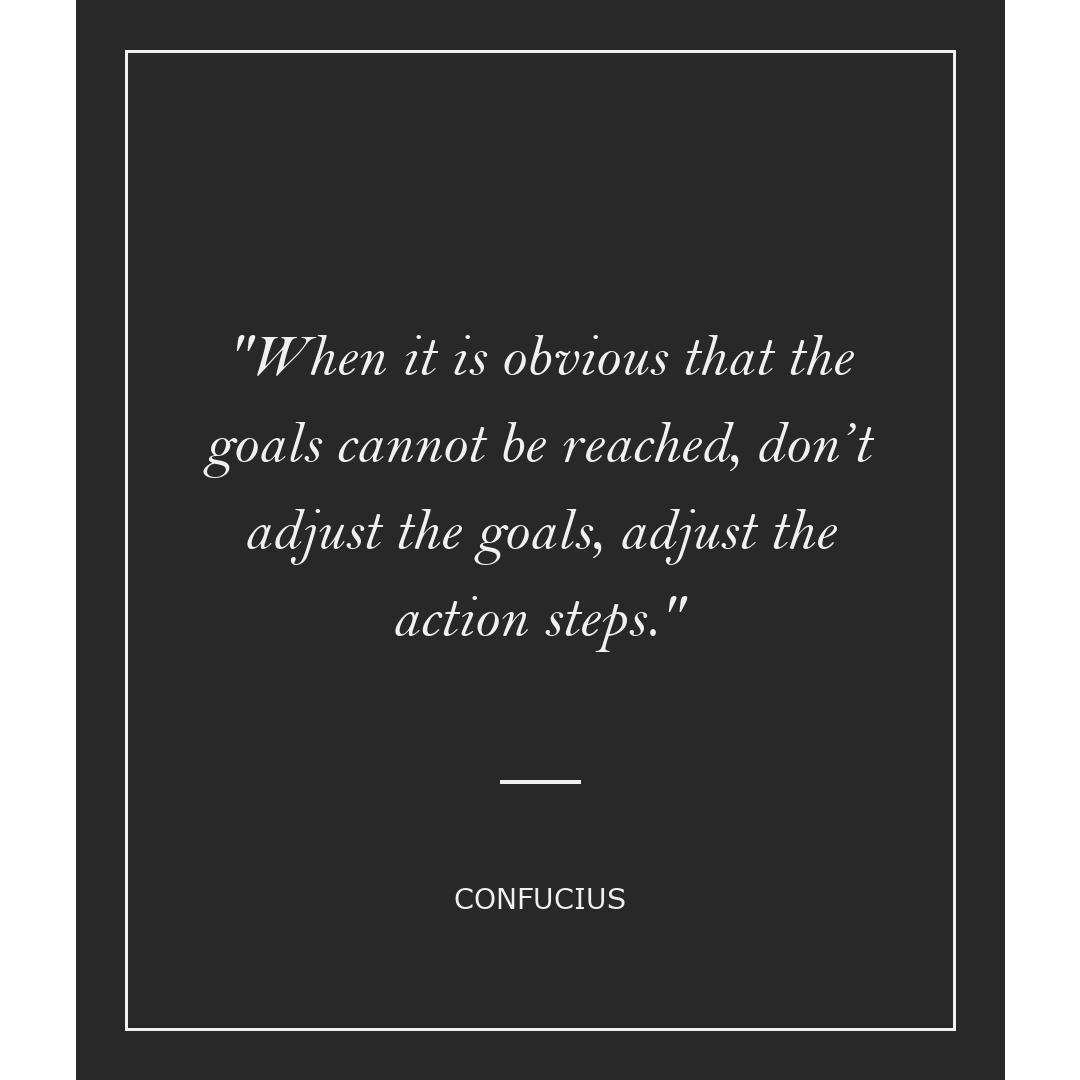 "When it is obvious that the
goals cannot be reached, don’t
adjust the goals, adjust the
action steps."
CONFUCIUS